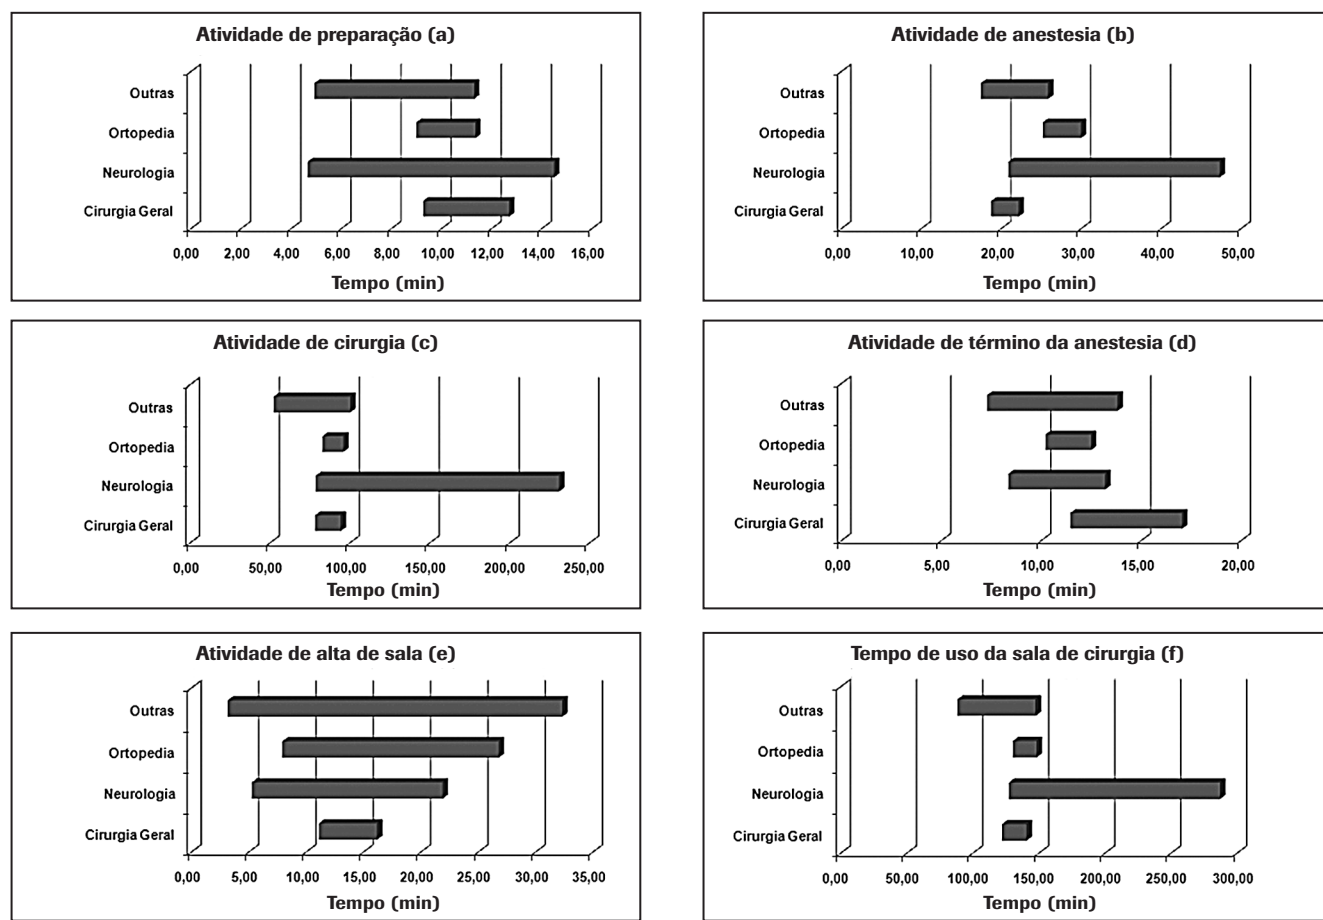 Atividade de preparação (a)
Outras
Ortopedia
Neurologia
Cirurgia Geral
0,00 2,00 4,00 6,00 8,00 10,00 12,00 14,00 16,00
Tempo (min)
Atividade de anestesia (b)
Outras
Ortopedia
Neurologia
Cirurgia Geral
0,00 10,00 20,00 30,00 40,00 50,00
Tempo (min)
Atividade de cirurgia (c)
Outras
Ortopedia
Neurologia
Cirurgia Geral
0,00 50,00 100,00 150,00 200,00 250,00
Tempo (min)
Atividade de término da anestesia (d)
Outras
Ortopedia
Neurologia
Cirurgia Geral
0,00 5,00 10,00 15,00 20,00
Tempo (min)
Atividade de alta de sala (e)
Outras
Ortopedia
Neurologia
Cirurgia Geral
0,00 5,00 10,00 15,00 20,00 25,00 30,00 35,00
Tempo (min)
Tempo de uso da sala de cirurgia (f)
Outras
Ortopedia
Neurologia
Cirurgia Geral
0,00 50,00 100,00 150,00 200,00 250,00 300,00
Tempo (min)